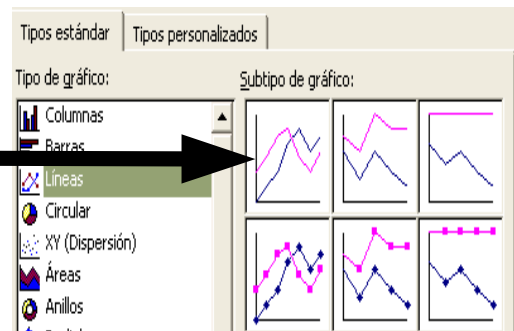 Tipos estándar
Tipos personalizados
Tipo de gráfico:
Subtipo de gráfico:
Columnas
Barras
Líneas
Circular
XY (Dispersión)
Áreas
Anillos